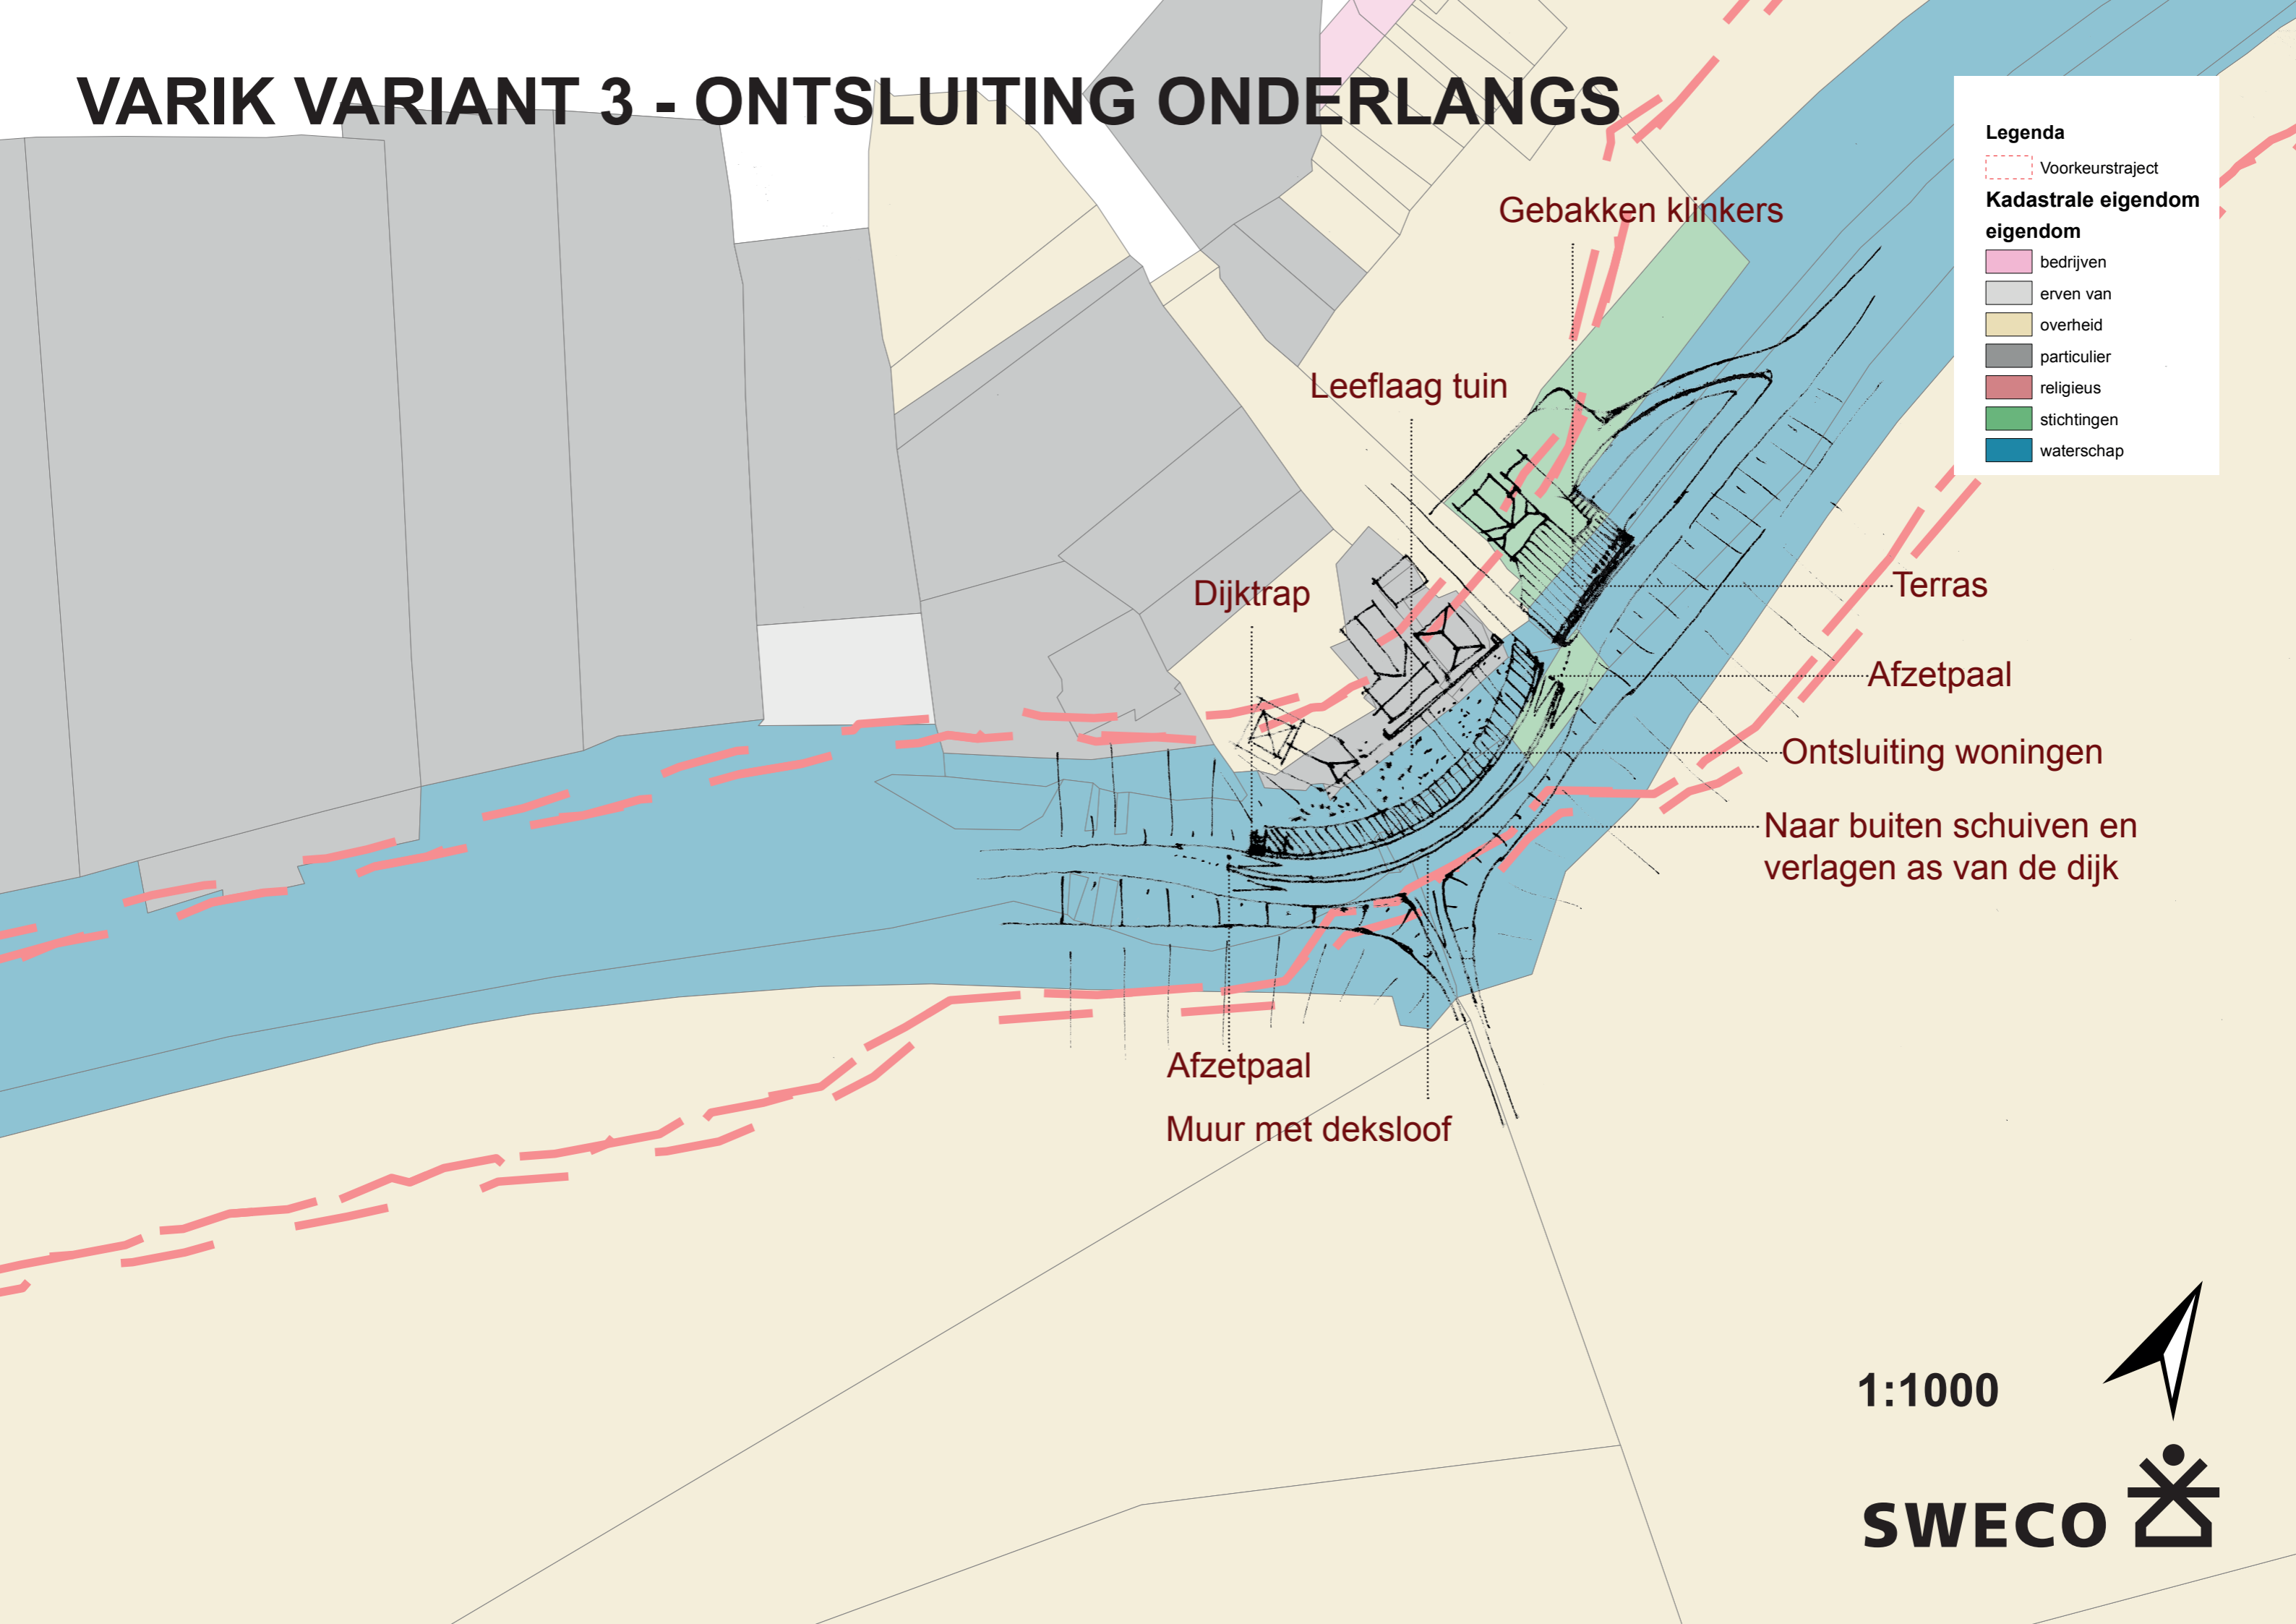 VARIK VARIANT 3 - ONTSLUITING ONDERLANGS
Legenda
Voorkeurstraject
Kadastrale eigendom
eigendom
bedrijven
erven van
overheid
particulier
religieus
stichtingen
waterschap
Gebakken klinkers
Leeflaag tuin
Dijktrap
Terras
Afzetpaal
Ontsluiting woningen
Naar buiten schuiven en
verlagen as van de dijk
Afzetpaal
Muur met deksloof
1:1000
SWECO